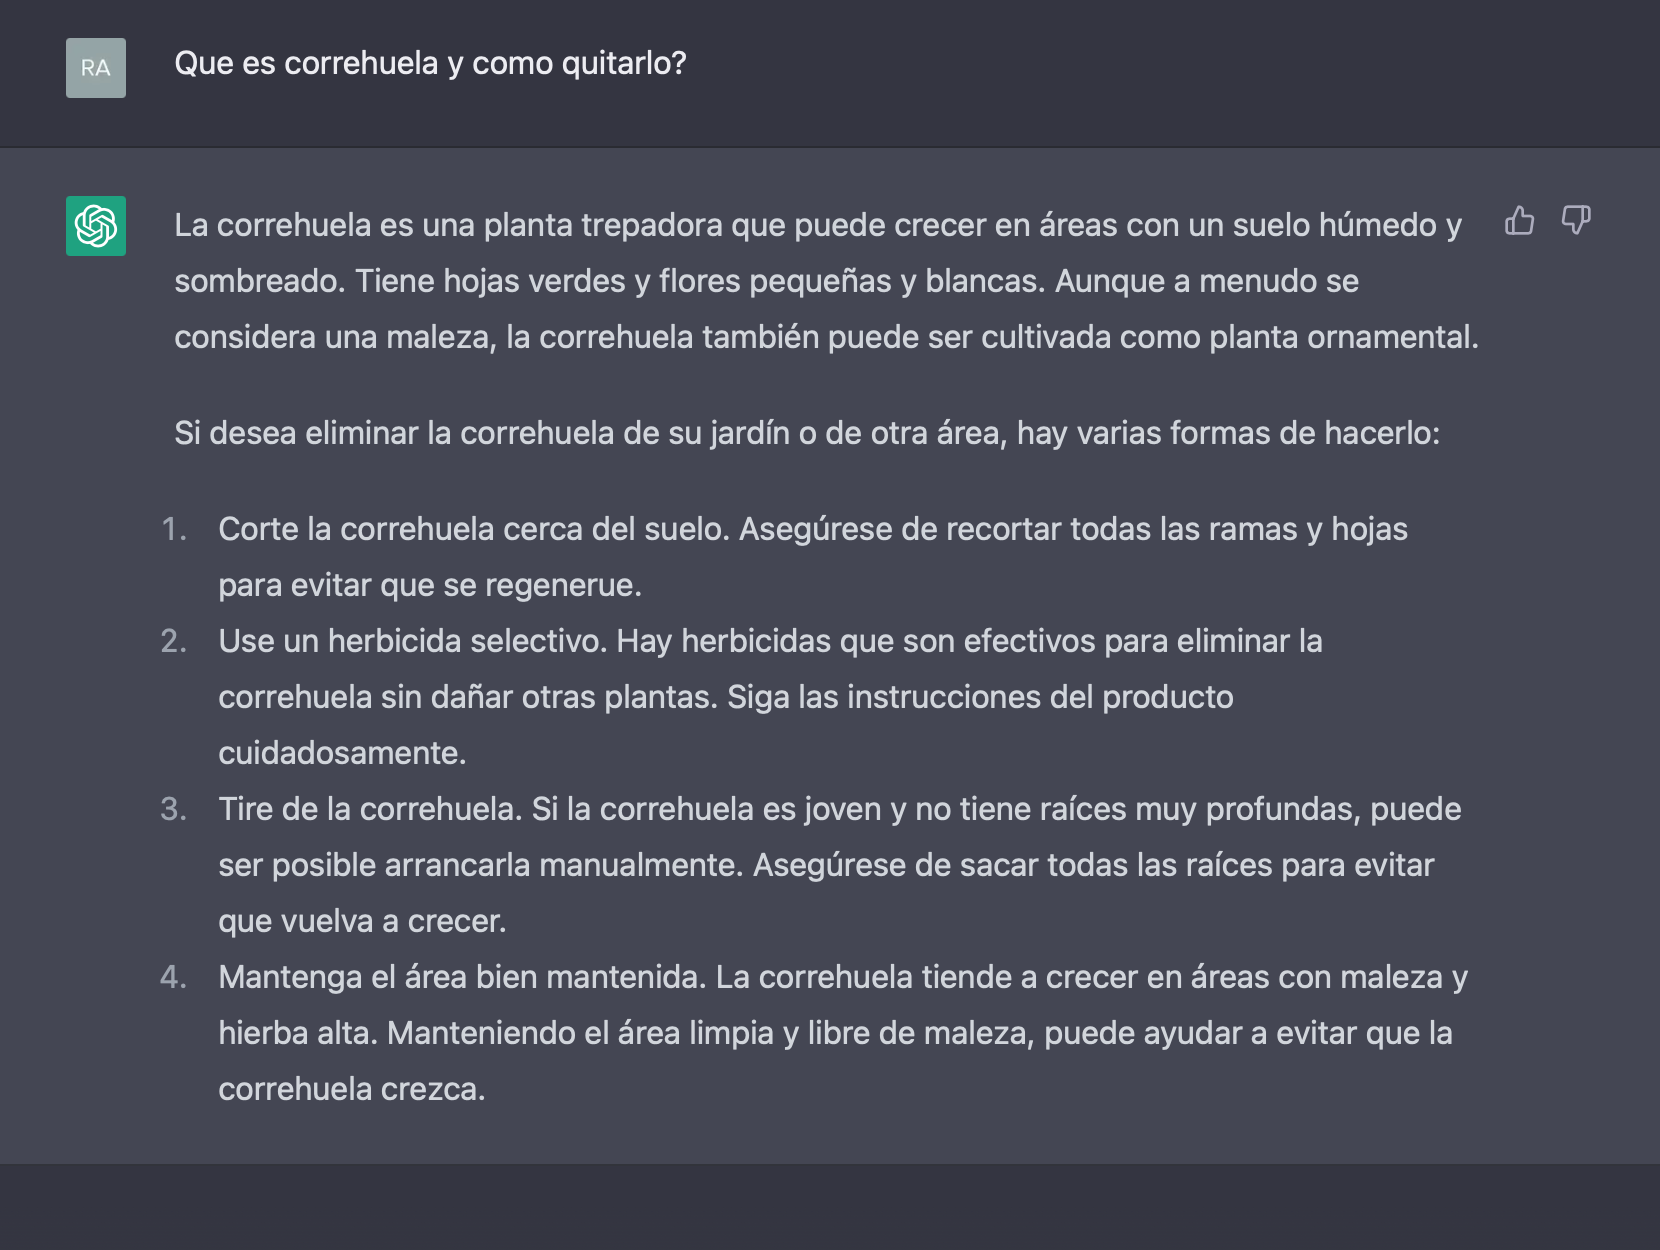 RA
Que es correhuela y como quitarlo?
La correhuela es una planta trepadora que puede crecer en áreas con un suelo húmedo y
sombreado. Tiene hojas verdes y flores pequeñas y blancas. Aunque a menudo se
considera una maleza, la correhuela también puede ser cultivada como planta ornamental.
Si desea eliminar la correhuela de su jardín o de otra área, hay varias formas de hacerlo:
1. Corte la correhuela cerca del suelo. Asegúrese de recortar todas las ramas y hojas
para evitar que se regenerue.
2. Use un herbicida selectivo. Hay herbicidas que son efectivos para eliminar la
correhuela sin dañar otras plantas. Siga las instrucciones del producto
cuidadosamente.
3. Tire de la correhuela. Si la correhuela es joven y no tiene raíces muy profundas, puede
ser posible arrancarla manualmente. Asegúrese de sacar todas las raíces para evitar
que vuelva a crecer.
4. Mantenga el área bien mantenida. La correhuela tiende a crecer en áreas con maleza y
hierba alta. Manteniendo el área limpia y libre de maleza, puede ayudar a evitar que la
correhuela crezca.